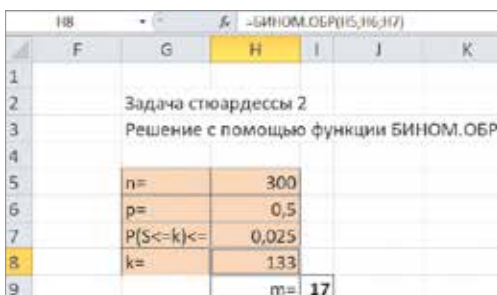 H8 fx =БИНОМ.ОБР(H5;H6;H7)
F G H I J K
1
2 Задача стюардессы 2
3 Решение с помощью функции БИНОМ.ОБР
4
5 n= 300
6 p= 0,5
7 P(S<=k)<= 0,025
8 k= 133
9 m= 17